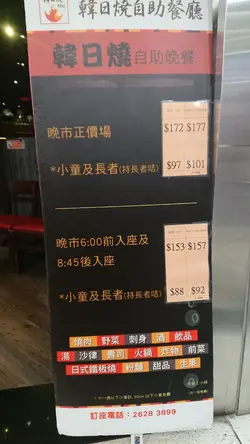 韓日燒自助餐廳
韓日燒自助晚餐
晚市正價場
$172 $177
*小童及長者(持長者咭)
$97 $101
晚市6:00前入座及
8:45後入座
$153 $157
*小童及長者(持長者咭)
$88 $92
燒肉 野菜 刺身 酒 飲品
湯 沙律 壽司 火鍋 炸物 前菜
日式鐵板燒 粉麵 甜品 生果
訂座電話：2628 3899